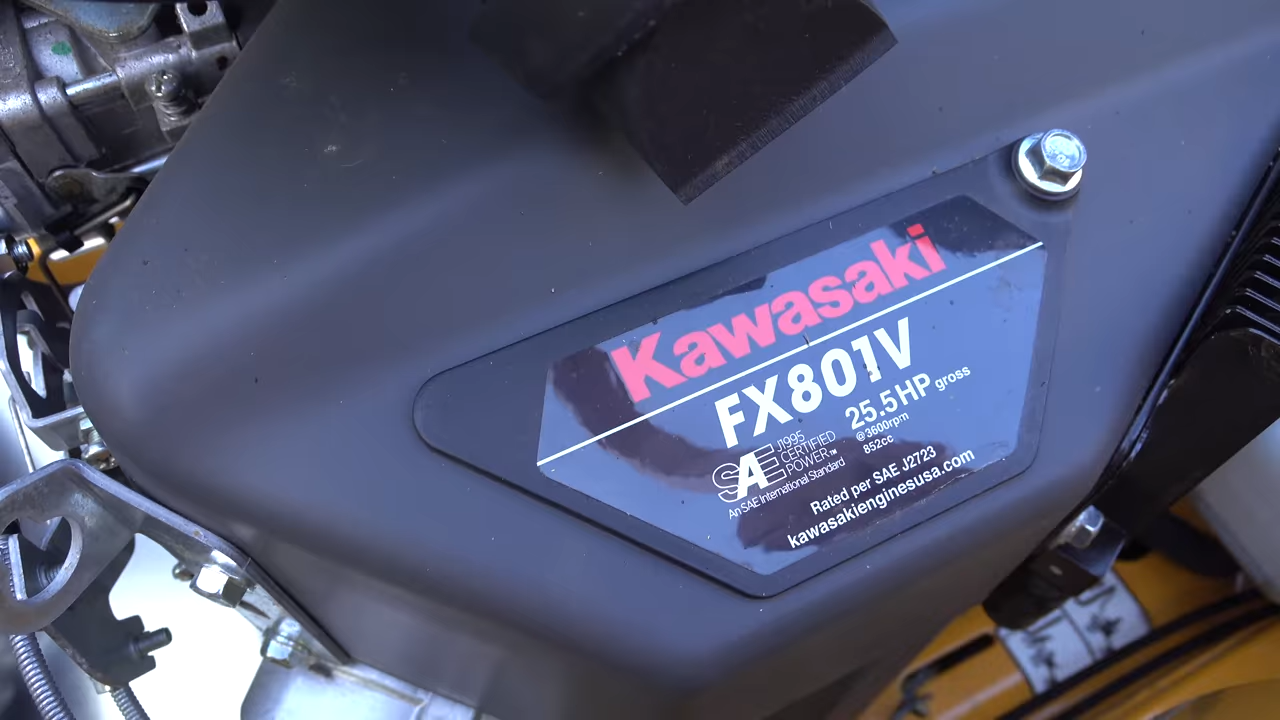 Kawasaki
FX801V
25.5HP gross
@3600rpm
852cc
SAE J1995
CERTIFIED
POWER™
An SAE International Standard
Rated per SAE J2723
kawasakienginesusa.com